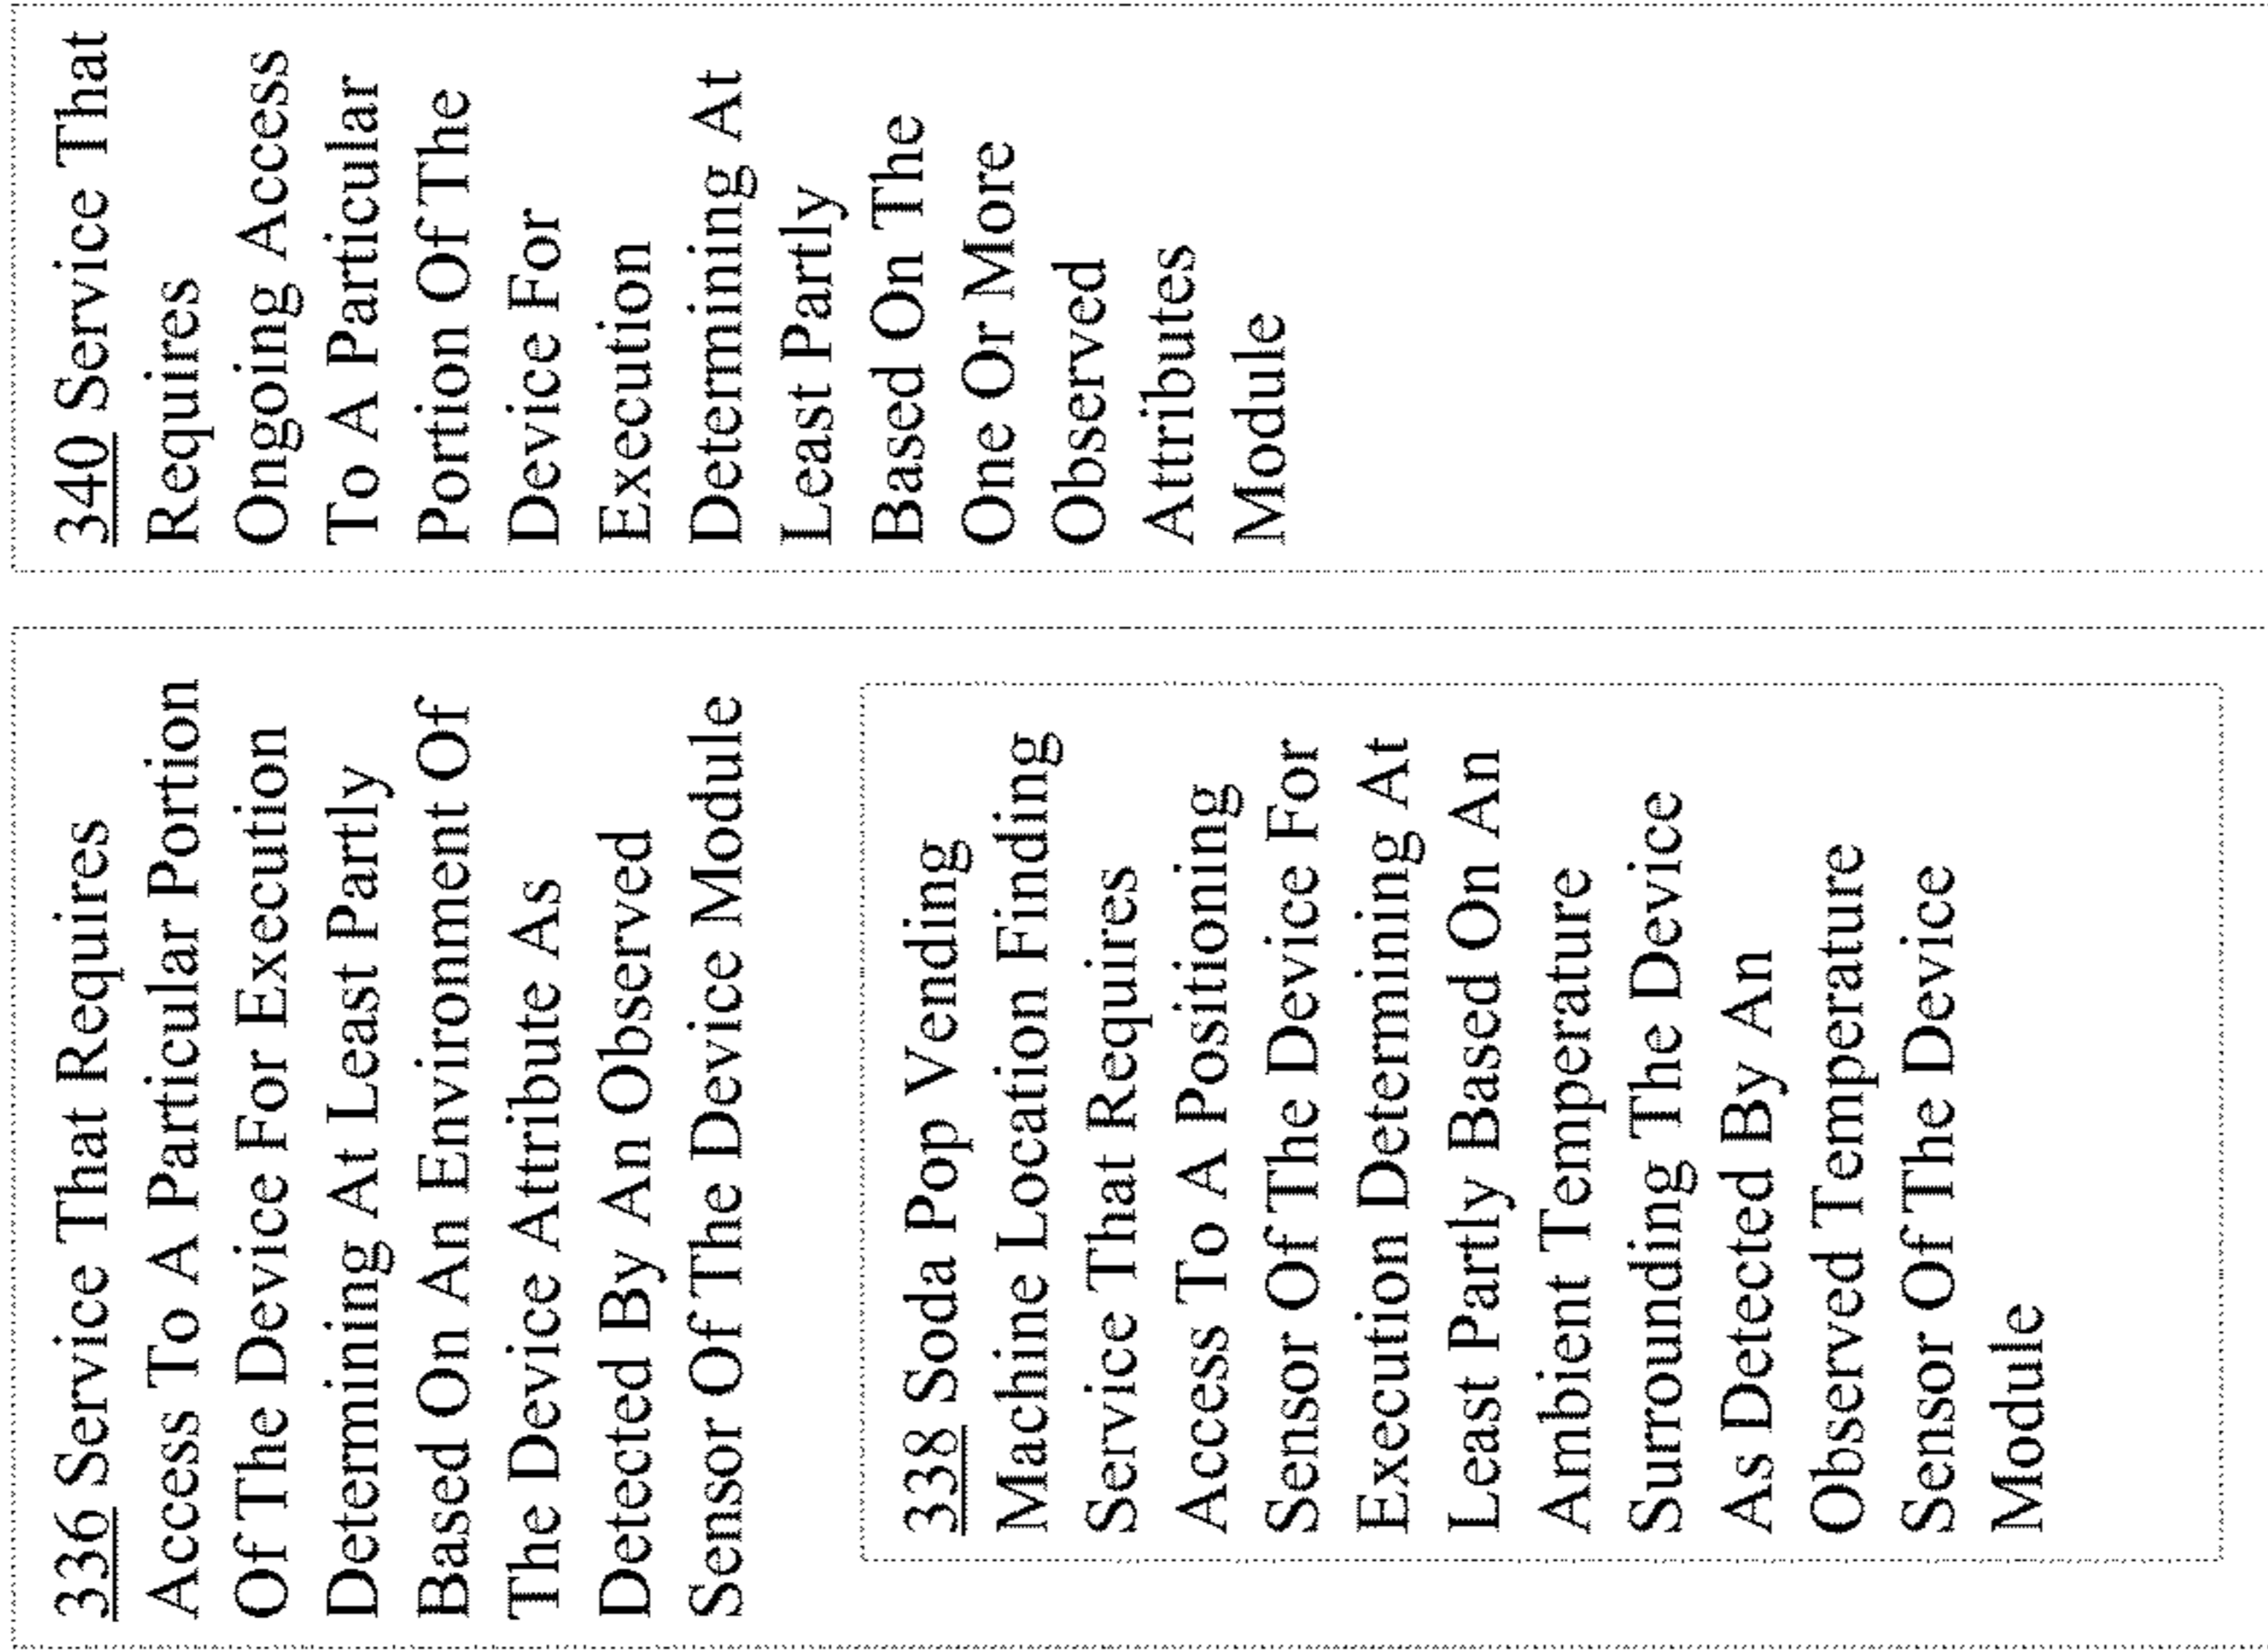 336 Service That Requires
Access To A Particular Portion
Of The Device For Execution
Determining At Least Partly
Based On An Environment Of
The Device Attribute As
Detected By An Observed
Sensor Of The Device Module
338 Soda Pop Vending
Machine Location Finding
Service That Requires
Access To A Positioning
Sensor Of The Device For
Execution Determining At
Least Partly Based On An
Ambient Temperature
Surrounding The Device
As Detected By An
Observed Temperature
Sensor Of The Device
Module
340 Service That
Requires
Ongoing Access
To A Particular
Portion Of The
Device For
Execution
Determining At
Least Partly
Based On The
One Or More
Observed
Attributes
Module